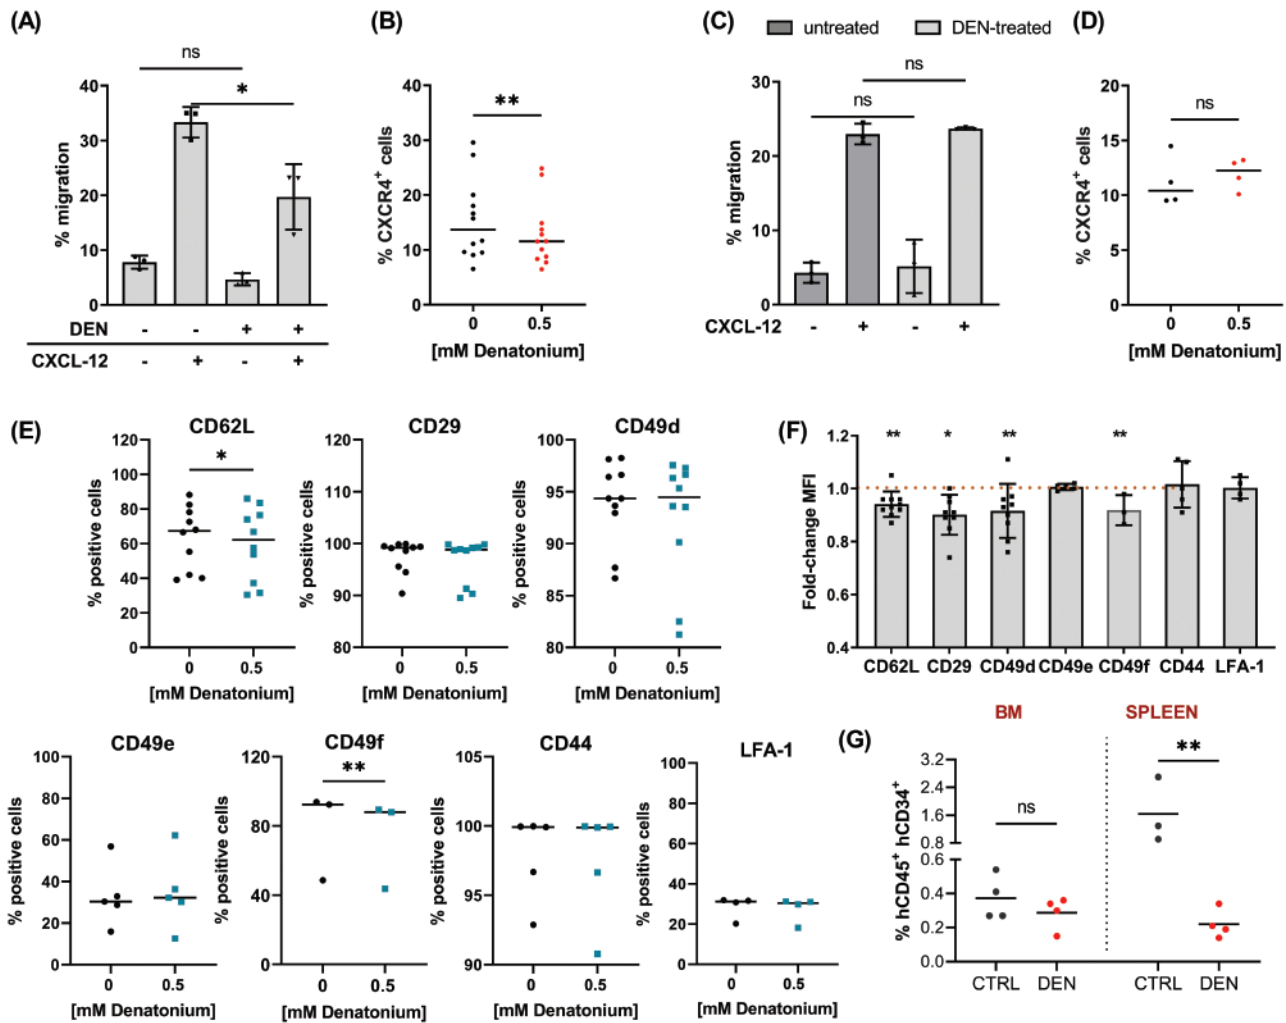 (A)
ns
*
% migration
40
30
20
10
0
DEN - - + +
CXCL-12 - + - +
(B)
**
% CXCR4+ cells
40
30
20
10
0
0 0.5
[mM Denatonium]
(C)
untreated DEN-treated
ns
ns
% migration
30
20
10
0
CXCL-12 - + - +
(D)
ns
% CXCR4+ cells
20
15
10
5
0
0 0.5
[mM Denatonium]
(E)
CD62L
*
% positive cells
120
100
80
60
40
20
0
0 0.5
[mM Denatonium]
CD29
% positive cells
120
110
100
90
80
0 0.5
[mM Denatonium]
CD49d
% positive cells
100
95
90
85
80
0 0.5
[mM Denatonium]
CD49e
% positive cells
100
80
60
40
20
0
0 0.5
[mM Denatonium]
CD49f
**
% positive cells
120
80
40
0
0 0.5
[mM Denatonium]
CD44
% positive cells
105
100
95
90
0 0.5
[mM Denatonium]
LFA-1
% positive cells
100
80
60
40
20
0
0 0.5
[mM Denatonium]
(F)
** * ** **
Fold-change MFI
1.2
1.0
0.8
0.6
0.4
CD62L CD29 CD49d CD49e CD49f CD44 LFA-1
(G)
BM SPLEEN
ns
**
% hCD45+ hCD34+
3.2
2.4
1.6
0.8
0.6
0.4
0.2
0.0
CTRL DEN CTRL DEN